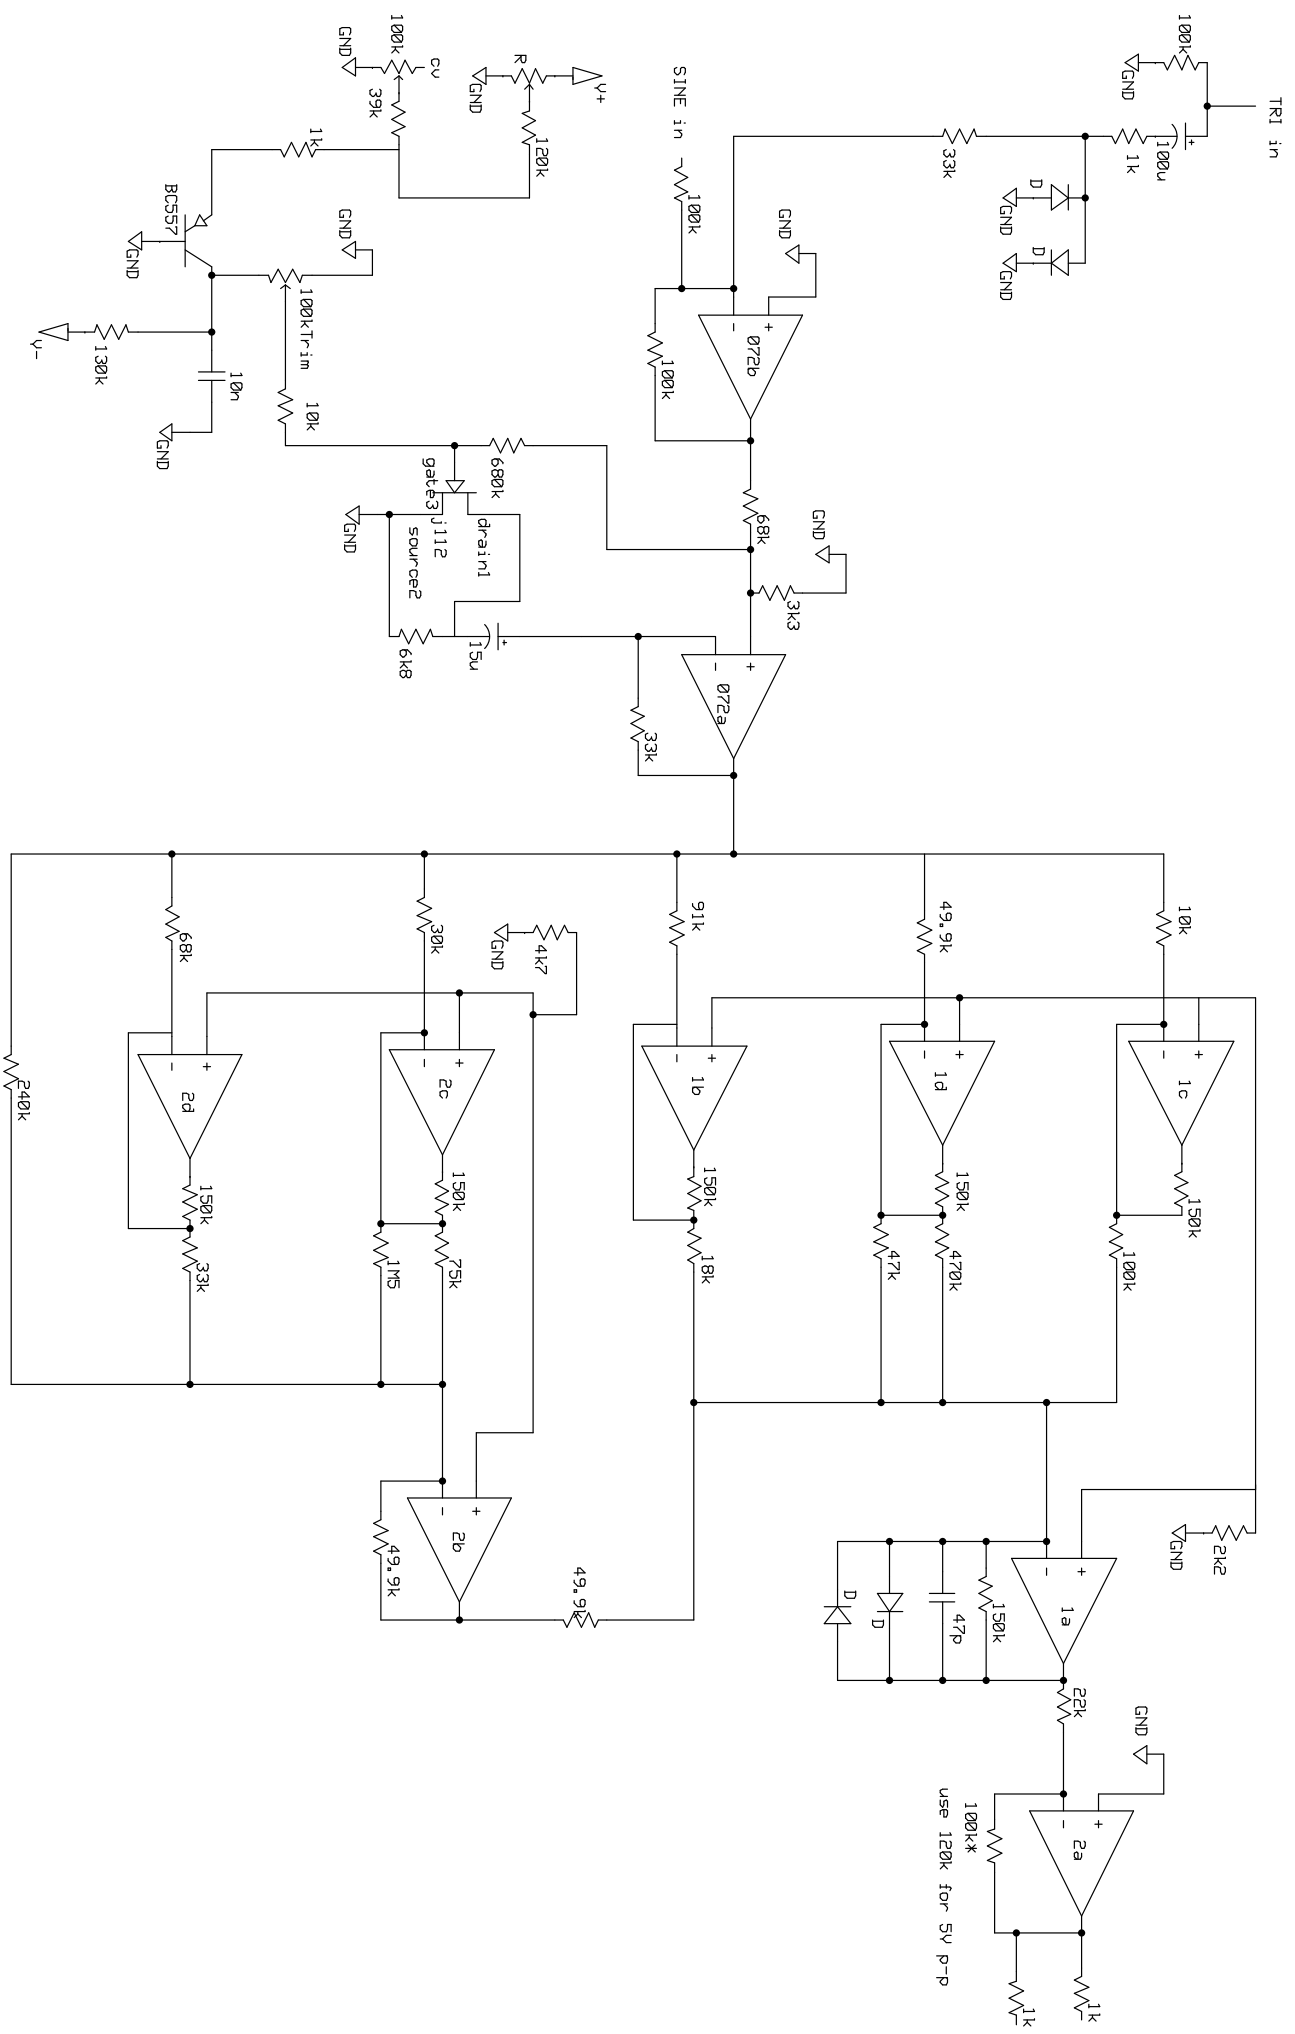 TRI in
100k
GND
100u
1k
33k
D
GND
D
GND
SINE in
100k
GND
072b
100k
68k
GND
3k3
072a
33k
V+
R
GND
120k
cv
100k
GND
39k
1k
BC557
GND
GND
100kTrim
10k
130k
V-
10n
GND
680k
gate3
j112
drain1
source2
GND
6k8
15u
10k
1c
150k
100k
49.9k
1d
150k
470k
47k
91k
1b
150k
18k
4k7
GND
30k
2c
150k
75k
1M5
68k
2d
150k
33k
240k
2b
49.9k
49.9k
2k2
GND
1a
150k
47p
D
D
22k
GND
2a
100k*
use 120k for 5V p-p
1k
1k